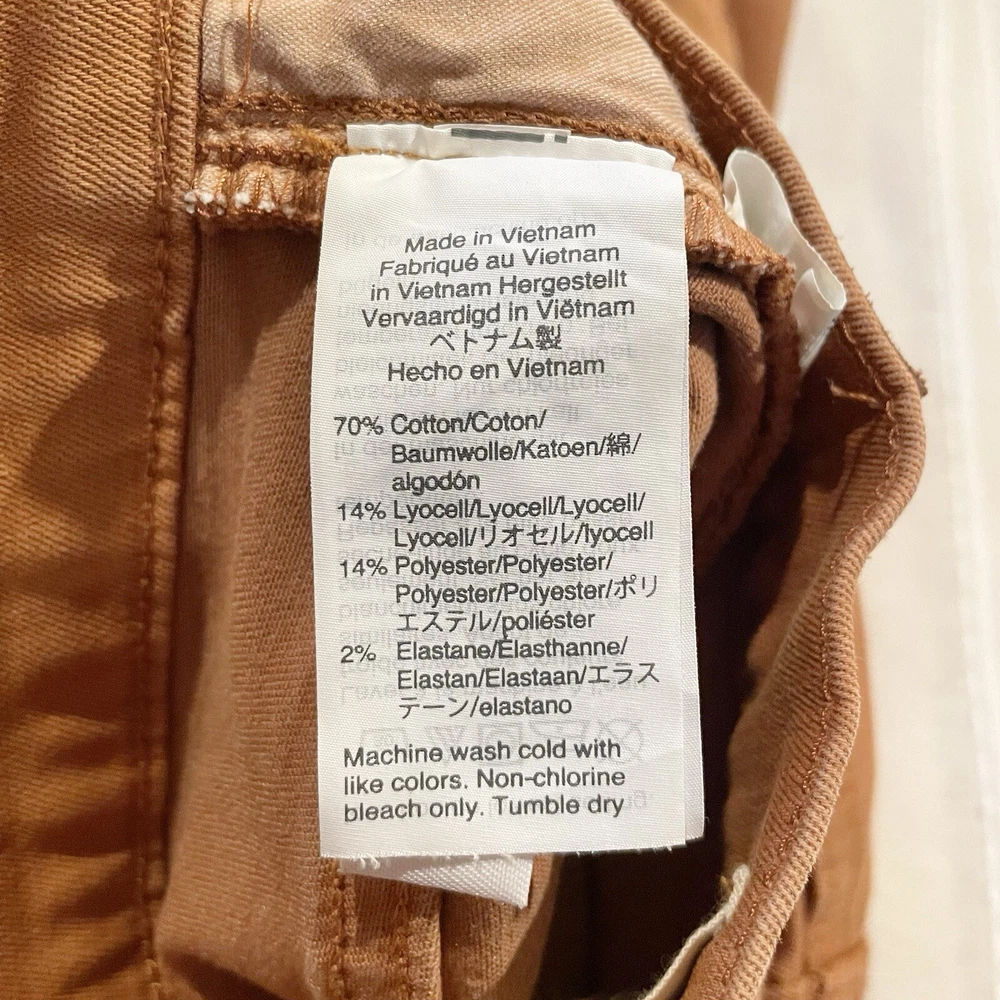 Made in Vietnam
Fabriqué au Vietnam
in Vietnam Hergestellt
Vervaardigd in Viëtnam
ベトナム製
Hecho en Vietnam
70% Cotton/Coton/
Baumwolle/Katoen/綿/
algodón
14% Lyocell/Lyocell/Lyocell/
Lyocell/リオセル/lyocell
14% Polyester/Polyester/
Polyester/Polyester/ポリ
エステル/poliéster
2% Elastane/Élasthanne/
Elastan/Elastaan/エラス
テーン/elastano
Machine wash cold with
like colors. Non-chlorine
bleach only. Tumble dry